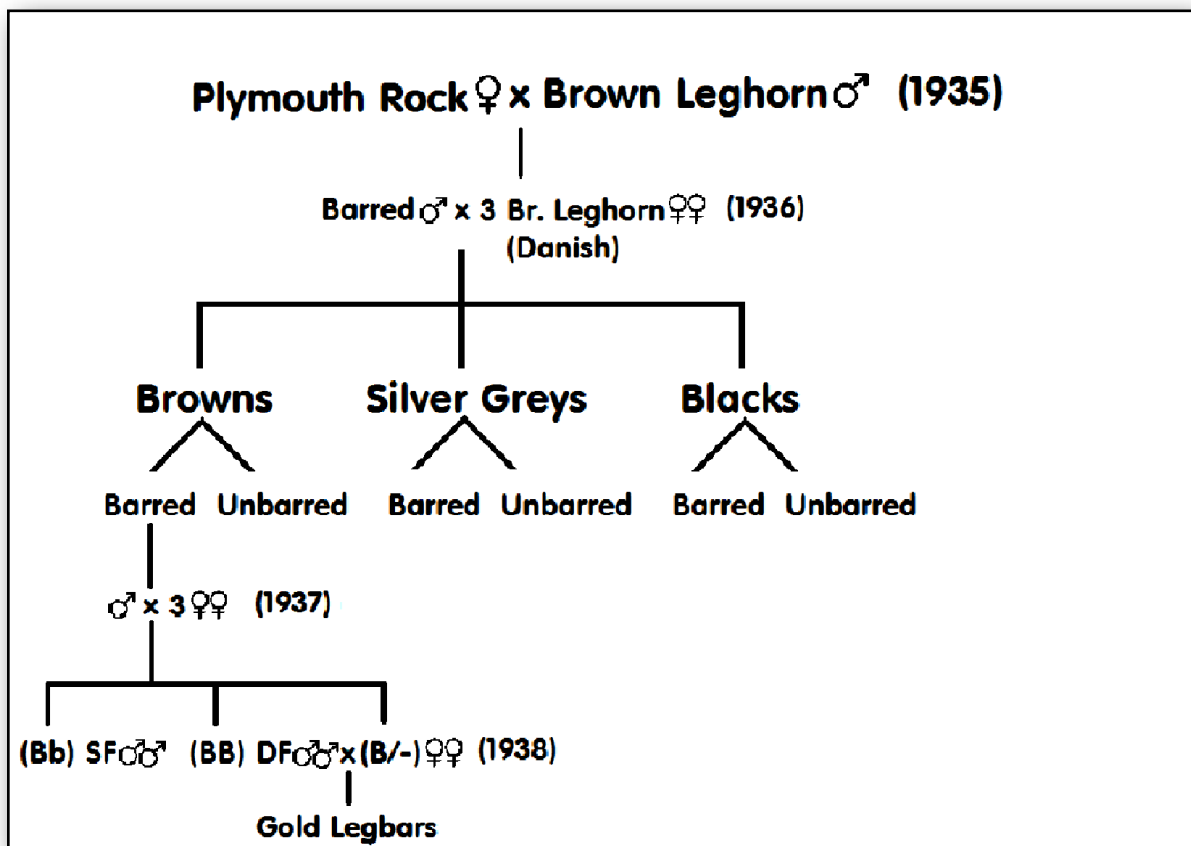 Plymouth Rock♀ x Brown Leghorn♂ (1935)
Barred♂ x 3 Br. Leghorn♀♀ (1936)
(Danish)
Browns Silver Greys Blacks
Barred Unbarred Barred Unbarred Barred Unbarred
♂ x 3♀♀ (1937)
(Bb) SF♂♂ (BB) DF♂♂x(B/-)♀♀ (1938)
Gold Legbars